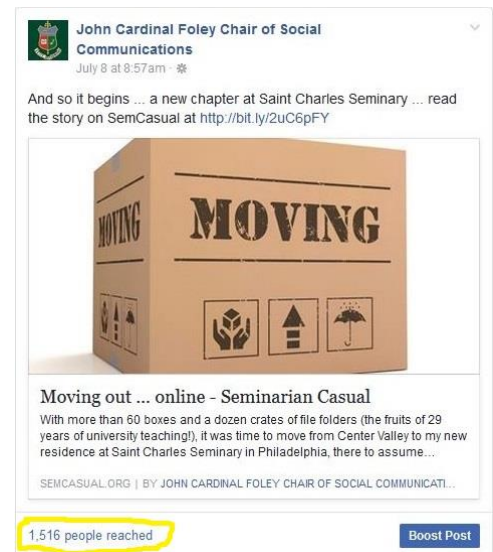 John Cardinal Foley Chair of Social
Communications
July 8 at 8:57am ·
And so it begins ... a new chapter at Saint Charles Seminary ... read
the story on SemCasual at http://bit.ly/2uC6pFY
MOVING
MOVING
Moving out ... online - Seminarian Casual
With more than 60 boxes and a dozen crates of file folders (the fruits of 29
years of university teaching!), it was time to move from Center Valley to my new
residence at Saint Charles Seminary in Philadelphia, there to assume...
SEMCASUAL.ORG | BY JOHN CARDINAL FOLEY CHAIR OF SOCIAL COMMUNICATI...
1,516 people reached
Boost Post